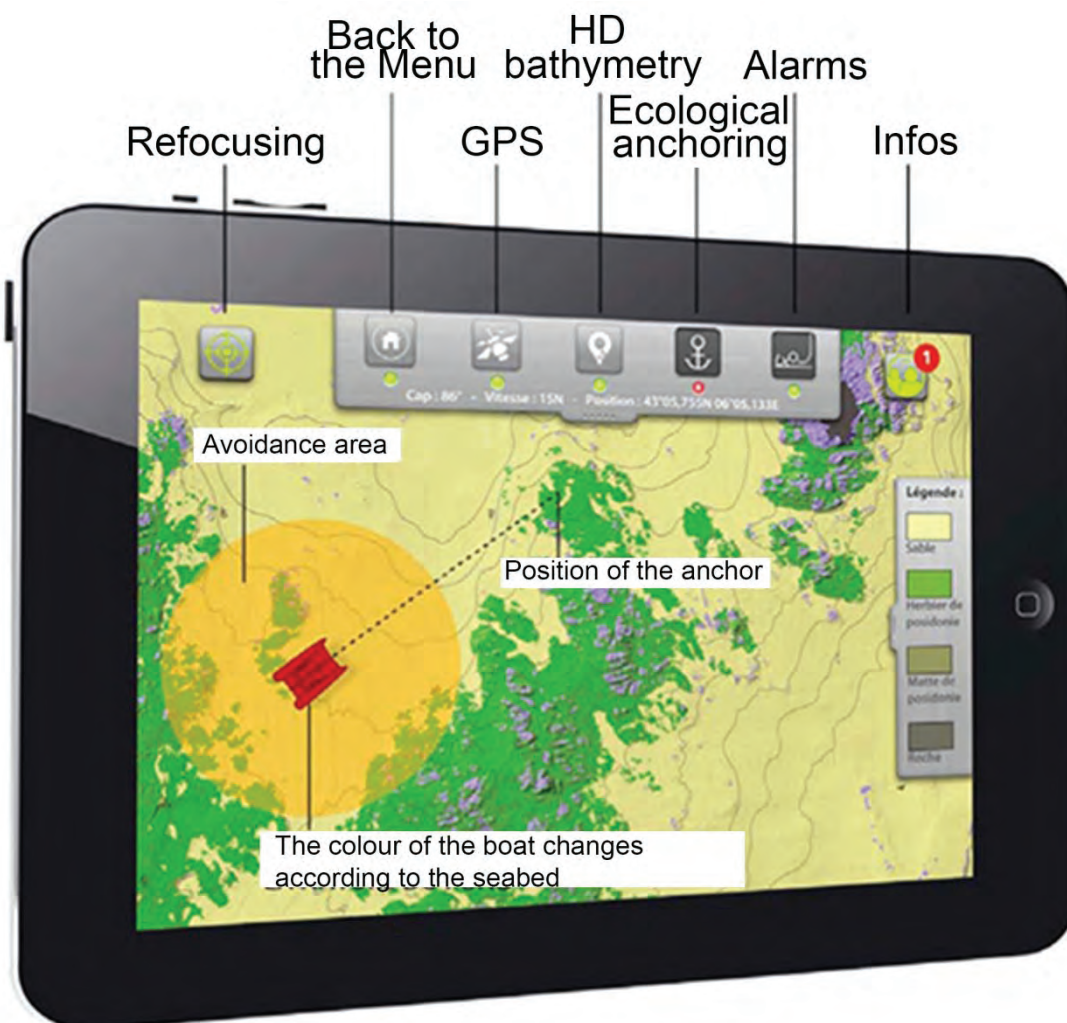 Back to
the Menu
HD
bathymetry
Alarms
Ecological
anchoring
Refocusing
GPS
Infos
1
Cap : 86° - Vitesse : 15N - Position : 43°05,755N 06°05,133E
Avoidance area
Légende :
Sable
Position of the anchor
Herbier de
posidonie
Matte de
posidonie
Roche
The colour of the boat changes
according to the seabed